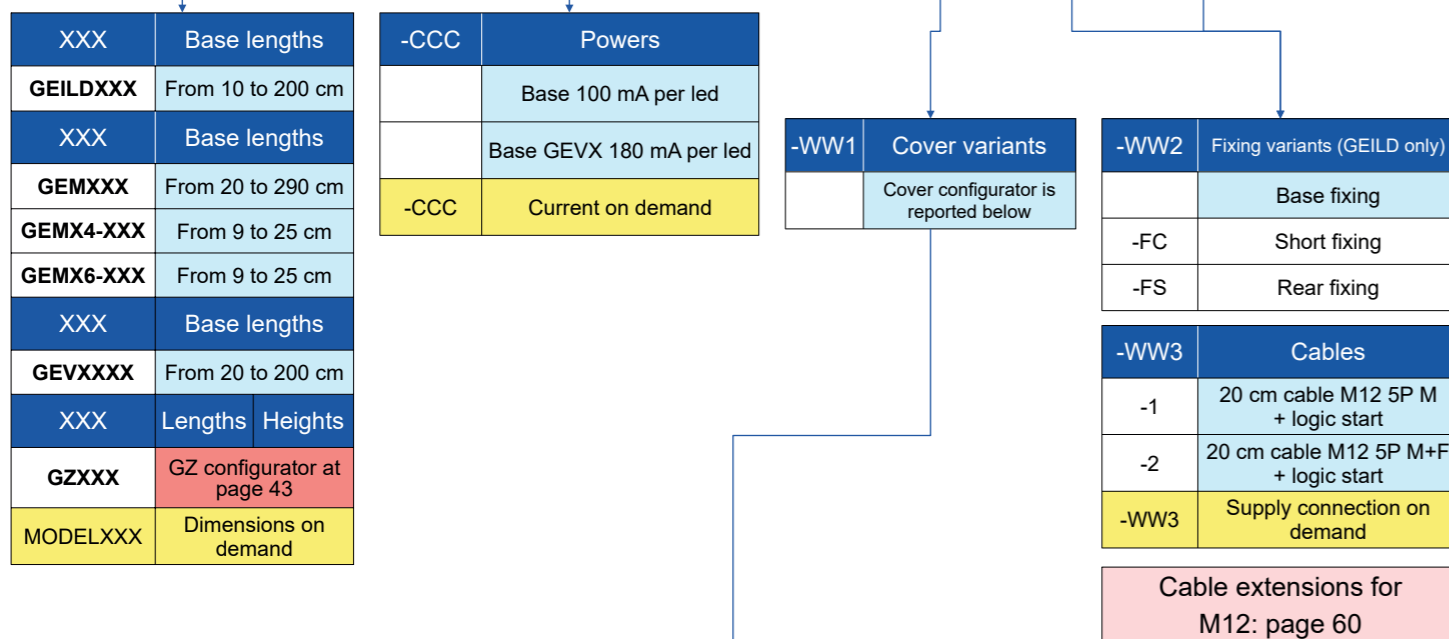 XXX Base lengths
GEILDXXX From 10 to 200 cm
XXX Base lengths
GEMXXX From 20 to 290 cm
GEMX4-XXX From 9 to 25 cm
GEMX6-XXX From 9 to 25 cm
XXX Base lengths
GEVXXXX From 20 to 200 cm
XXX Lengths Heights
GZXXX GZ configurator at
page 43
MODELXXX Dimensions on
demand
-CCC Powers
Base 100 mA per led
Base GEVX 180 mA per led
-CCC Current on demand
-WW1 Cover variants
Cover configurator is
reported below
-WW2 Fixing variants (GEILD only)
Base fixing
-FC Short fixing
-FS Rear fixing
-WW3 Cables
-1 20 cm cable M12 5P M
+ logic start
-2 20 cm cable M12 5P M+F
+ logic start
-WW3 Supply connection on
demand
Cable extensions for
M12: page 60